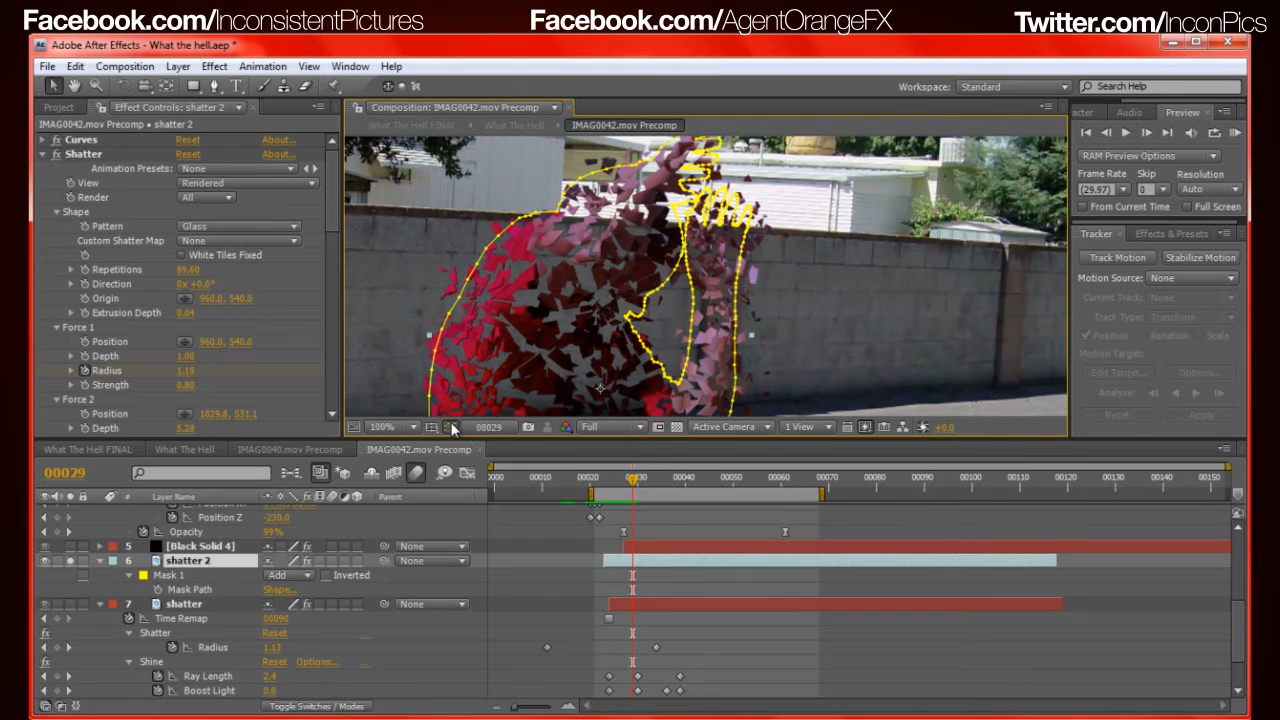 Facebook.com/InconsistentPictures Facebook.com/AgentOrangeFX Twitter.com/InconPics
Adobe After Effects - What the hell.aep *
File Edit Composition Layer Effect Animation View Window Help
Workspace: Standard Search Help
Project Effect Controls: shatter 2
Composition: IMAG0042.mov Precomp
Audio Preview
IMAG0042.mov Precomp • shatter 2
What The Hell FINAL What The Hell IMAG0042.mov Precomp
Curves Reset About...
Shatter Reset About...
Animation Presets: None
View Rendered
Render All
Shape
Pattern Glass
Custom Shatter Map None
White Tiles Fixed
Repetitions 89.60
Direction 0x +0.0°
Origin 960.0, 540.0
Extrusion Depth 0.04
Force 1
Position 960.0, 540.0
Depth 1.00
Radius 1.19
Strength 0.80
Force 2
Position 1029.8, 531.1
Depth 5.28
RAM Preview Options
Frame Rate Skip Resolution
(29.97) 0 Auto
From Current Time Full Screen
Tracker Effects & Presets
Track Motion Stabilize Motion
Motion Source: None
Current Track: None
Track Type: Transform
Position Rotation Scale
Motion Target:
Edit Target... Options...
Analyze:
Reset Apply
100% 00029 Full Active Camera 1 View +0.0
What The Hell FINAL What The Hell IMAG0040.mov Precomp IMAG0042.mov Precomp
00029
0000 00010 00020 00030 00040 00050 00060 00070 00080 00090 00100 00110 00120 00130 00140 00150
# Layer Name Parent
Position Z -230.0
Opacity 99%
5 [Black Solid 4] None
6 shatter 2 None
Mask 1 Add Inverted
Mask Path Shape...
7 shatter None
Time Remap 00090
Shatter Reset ...
Radius 1.13
Shine Reset Options... ...
Ray Length 2.4
Boost Light 0.0
Toggle Switches / Modes